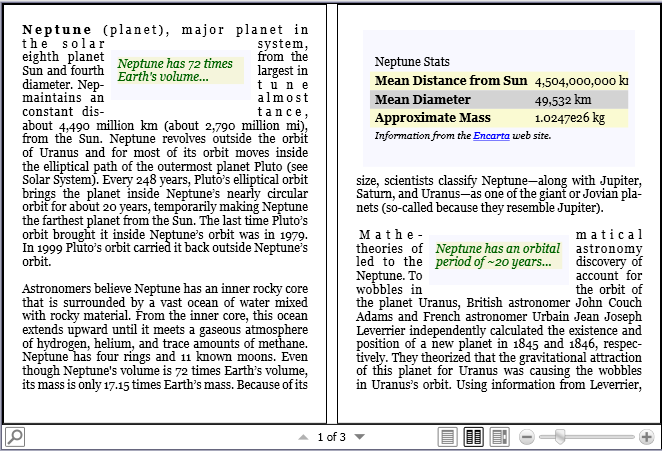 Neptune (planet), major planet in
the solar system,
eighth planet from the
Sun and fourth largest in
diameter. Nep- tune
maintains an almost
constant dis- tance,
Neptune has 72 times
Earth's volume...
about 4,490 million km (about 2,790 million mi),
from the Sun. Neptune revolves outside the orbit
of Uranus and for most of its orbit moves inside
the elliptical path of the outermost planet Pluto (see
Solar System). Every 248 years, Pluto's elliptical orbit
brings the planet inside Neptune's nearly circular
orbit for about 20 years, temporarily making Neptune
the farthest planet from the Sun. The last time Pluto's
orbit brought it inside Neptune's orbit was in 1979.
In 1999 Pluto's orbit carried it back outside Neptune's
orbit.
Astronomers believe Neptune has an inner rocky core
that is surrounded by a vast ocean of water mixed
with rocky material. From the inner core, this ocean
extends upward until it meets a gaseous atmosphere
of hydrogen, helium, and trace amounts of methane.
Neptune has four rings and 11 known moons. Even
though Neptune's volume is 72 times Earth's volume,
its mass is only 17.15 times Earth's mass. Because of its
Neptune Stats
Mean Distance from Sun 4,504,000,000 k
Mean Diameter 49,532 km
Approximate Mass 1.0247e26 kg
Information from the Encarta web site.
size, scientists classify Neptune—along with Jupiter,
Saturn, and Uranus—as one of the giant or Jovian pla-
nets (so-called because they resemble Jupiter).
Mathe- matical
theories of astronomy
led to the discovery of
Neptune. To account for
wobbles in the orbit of
Neptune has an orbital
period of ~20 years...
the planet Uranus, British astronomer John Couch
Adams and French astronomer Urbain Jean Joseph
Leverrier independently calculated the existence and
position of a new planet in 1845 and 1846, respec-
tively. They theorized that the gravitational attraction
of this planet for Uranus was causing the wobbles
in Uranus's orbit. Using information from Leverrier,
1 of 3